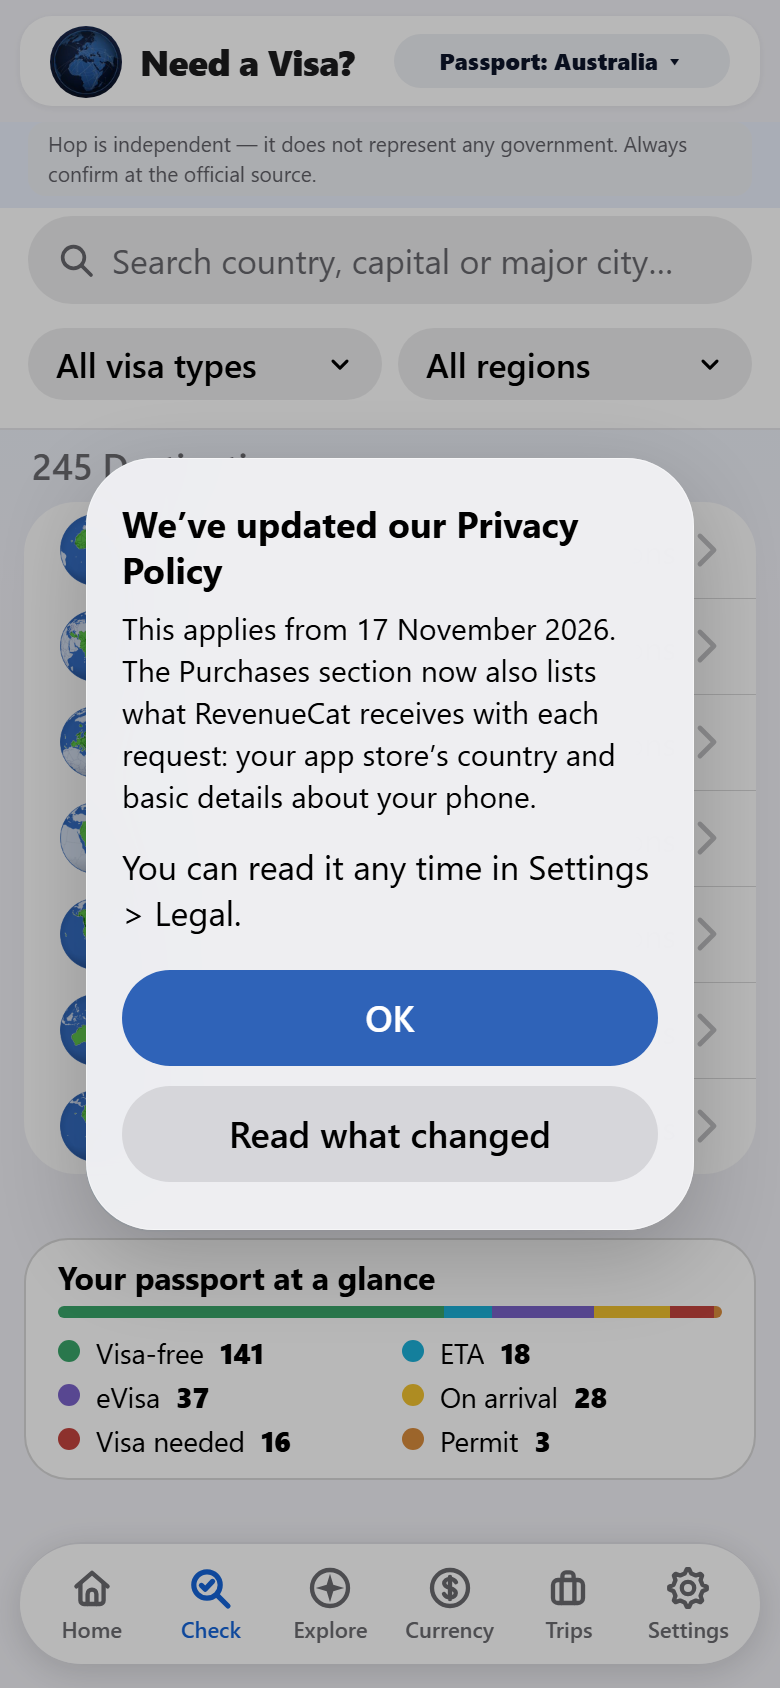 Need a Visa?
Passport: Australia
Hop is independent — it does not represent any government. Always
confirm at the official source.
Search country, capital or major city...
All visa types
All regions
245
We’ve updated our Privacy
Policy
This applies from 17 November 2026.
The Purchases section now also lists
what RevenueCat receives with each
request: your app store’s country and
basic details about your phone.
You can read it any time in Settings
> Legal.
OK
Read what changed
Your passport at a glance
Visa-free 141
ETA 18
eVisa 37
On arrival 28
Visa needed 16
Permit 3
Home
Check
Explore
Currency
Trips
Settings